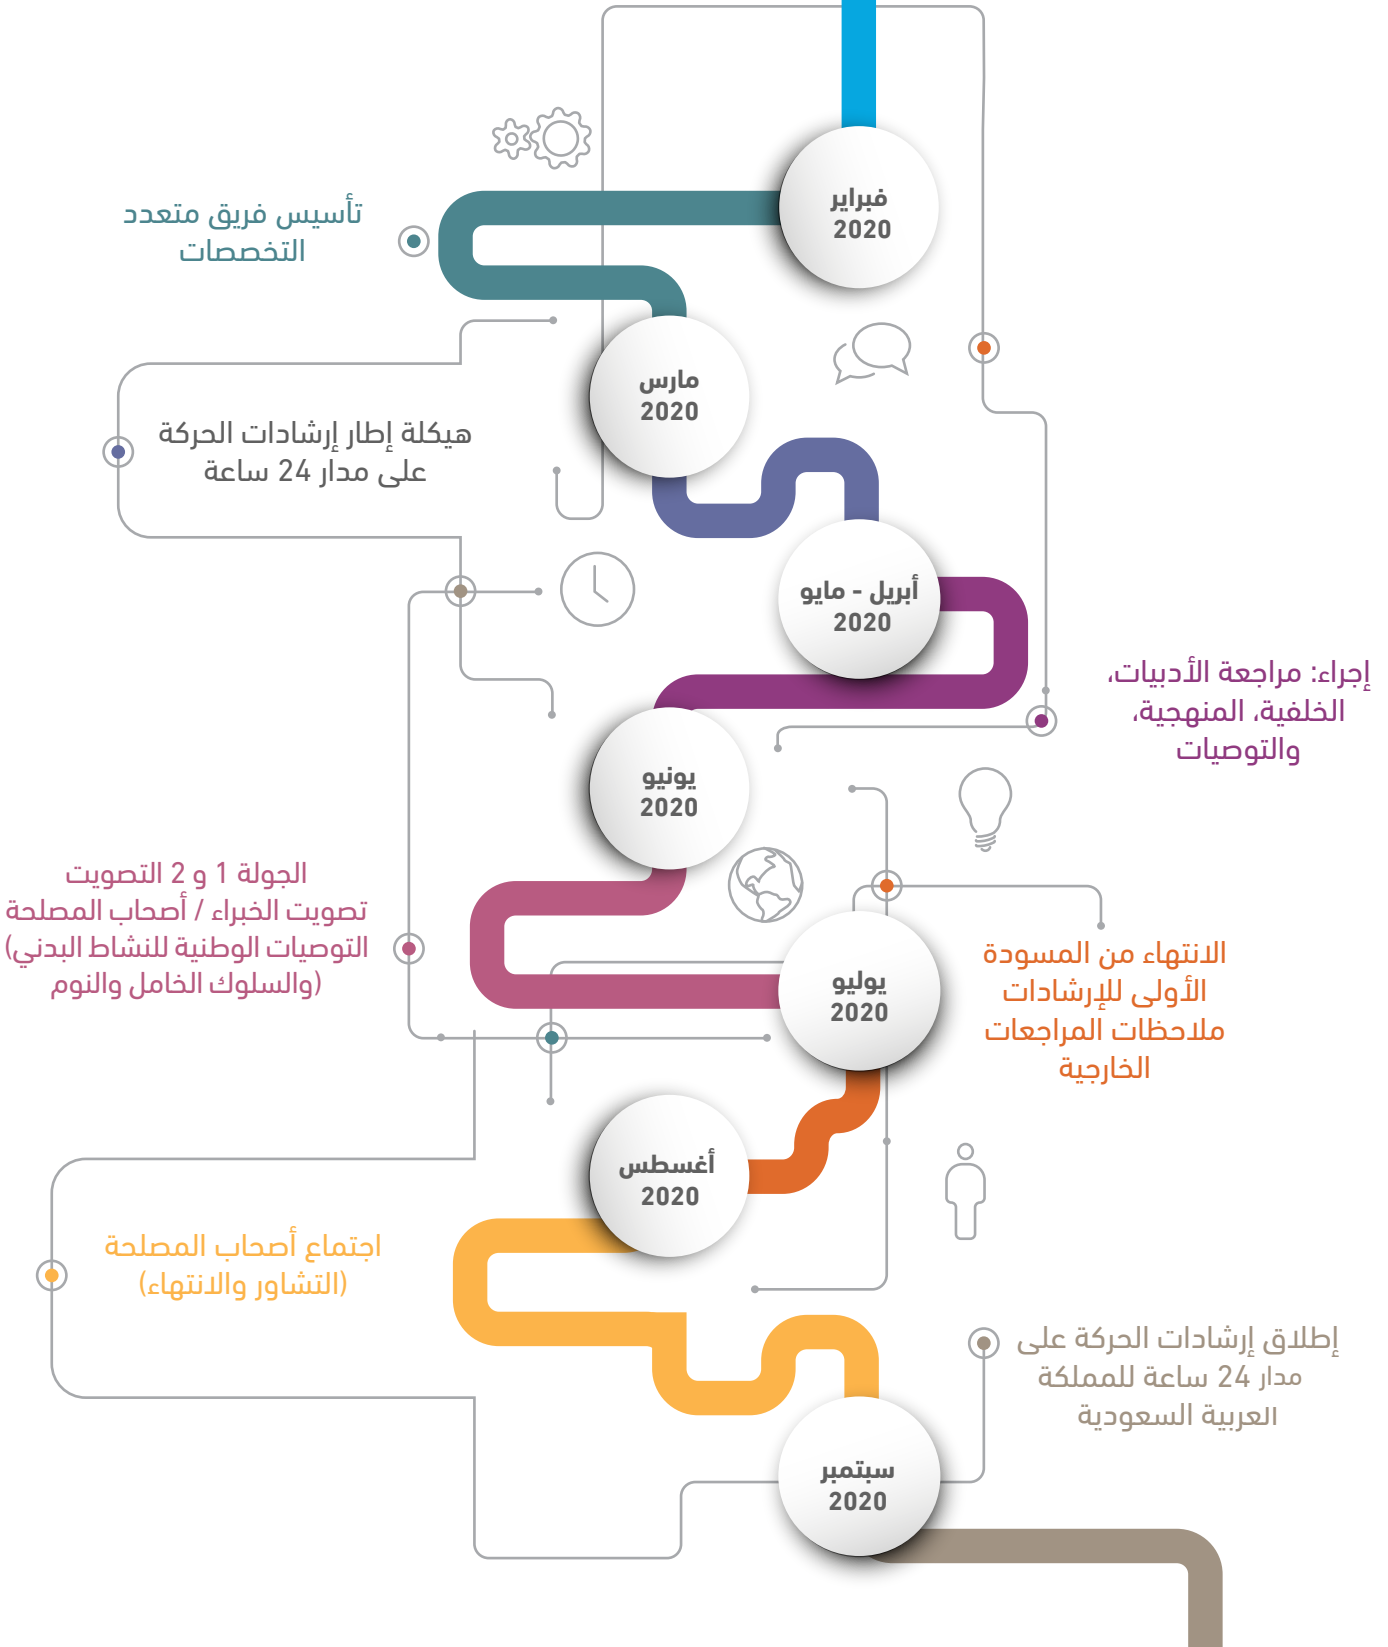 فبراير
2020
تأسيس فريق متعدد
التخصصات
مارس
2020
هيكلة إطار إرشادات الحركة
على مدار 24 ساعة
أبريل - مايو
2020
إجراء: مراجعة الأدبيات،
الخلفية، المنهجية،
والتوصيات
يونيو
2020
الجولة 1 و 2 التصويت
تصويت الخبراء / أصحاب المصلحة
التوصيات الوطنية للنشاط البدني)
(والسلوك الخامل والنوم
يوليو
2020
الانتهاء من المسودة
الأولى للإرشادات
ملاحظات المراجعات
الخارجية
أغسطس
2020
اجتماع أصحاب المصلحة
(التشاور والانتهاء)
سبتمبر
2020
إطلاق إرشادات الحركة على
مدار 24 ساعة للمملكة
العربية السعودية